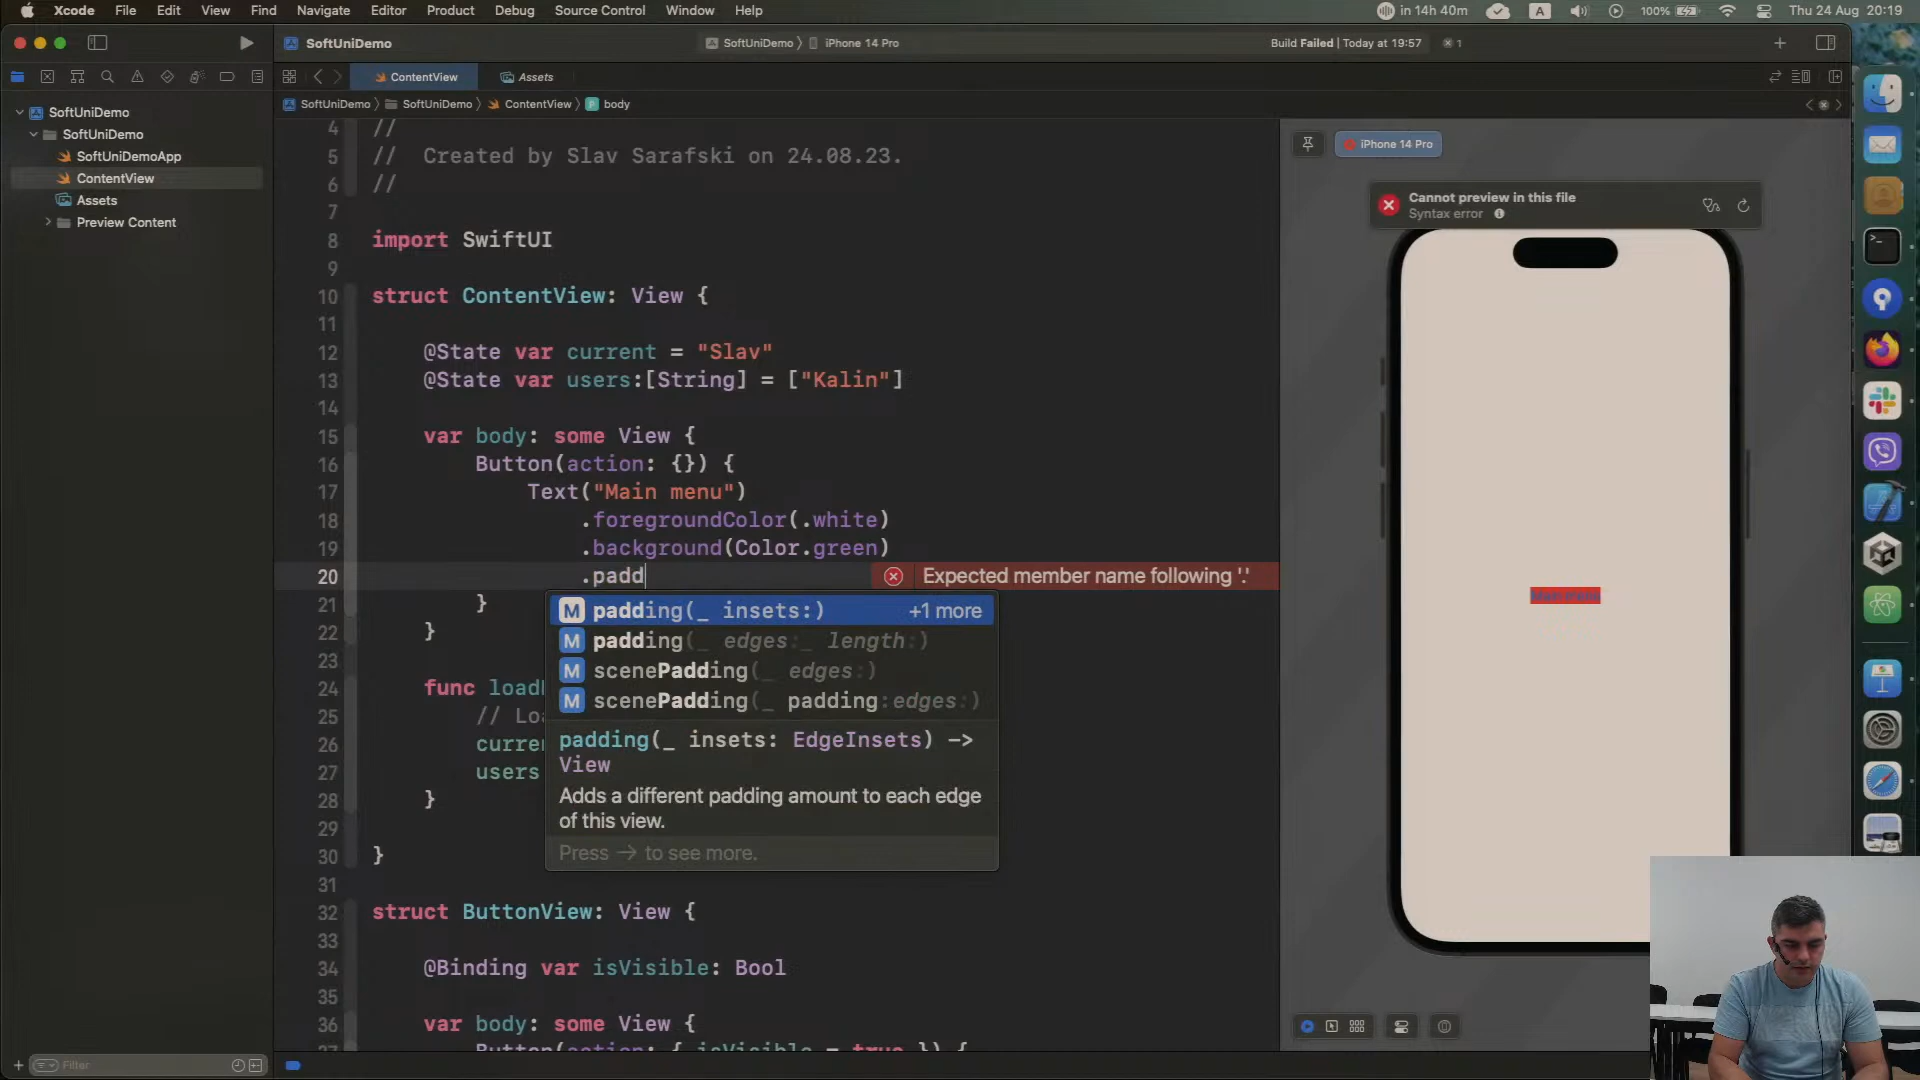 Xcode File Edit View Find Navigate Editor Product Debug Source Control Window Help
in 14h 40m A 100% Thu 24 Aug 20:19
SoftUniDemo
SoftUniDemo 〉 iPhone 14 Pro
Build Failed | Today at 19:57
1
ContentView
Assets
SoftUniDemo 〉 SoftUniDemo 〉 ContentView 〉 body
SoftUniDemo
SoftUniDemo
SoftUniDemoApp
ContentView
Assets
Preview Content
4 //
5 // Created by Slav Sarafski on 24.08.23.
6 //
7
8 import SwiftUI
9
10 struct ContentView: View {
11
12 @State var current = "Slav"
13 @State var users:[String] = ["Kalin"]
14
15 var body: some View {
16 Button(action: {}) {
17 Text("Main menu")
18 .foregroundColor(.white)
19 .background(Color.green)
20 .padd
Expected member name following '.'
21 }
22 }
23
24 func load
25 // Lo
26 curre
27 users
28 }
29
30 }
31
32 struct ButtonView: View {
33
34 @Binding var isVisible: Bool
35
36 var body: some View {
Button(action: { isVisible = true }) {
M padding(_ insets:) +1 more
M padding(_ edges:_ length:)
M scenePadding(_ edges:)
M scenePadding(_ padding:edges:)
padding(_ insets: EdgeInsets) ->
View
Adds a different padding amount to each edge
of this view.
Press → to see more.
iPhone 14 Pro
Cannot preview in this file
Syntax error
Main menu
Filter